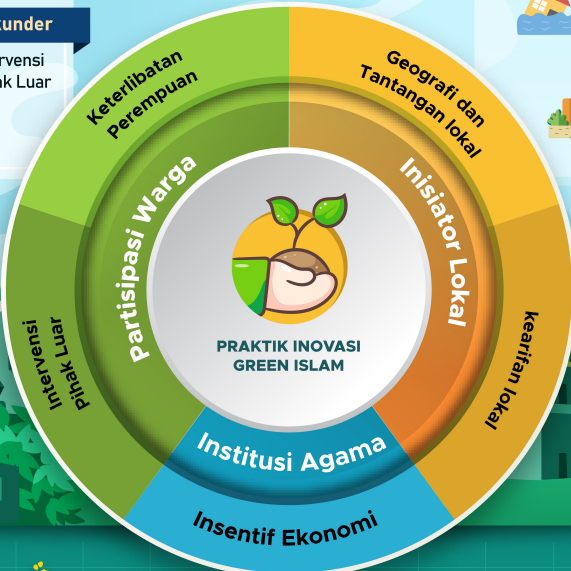 kunder
rvensi
ak Luar
Keterlibatan
Perempuan
Geografi dan
Tantangan lokal
Partisipasi Warga
Inisiator Lokal
Intervensi
Pihak Luar
kearifan lokal
PRAKTIK INOVASI
GREEN ISLAM
Institusi Agama
Insentif Ekonomi